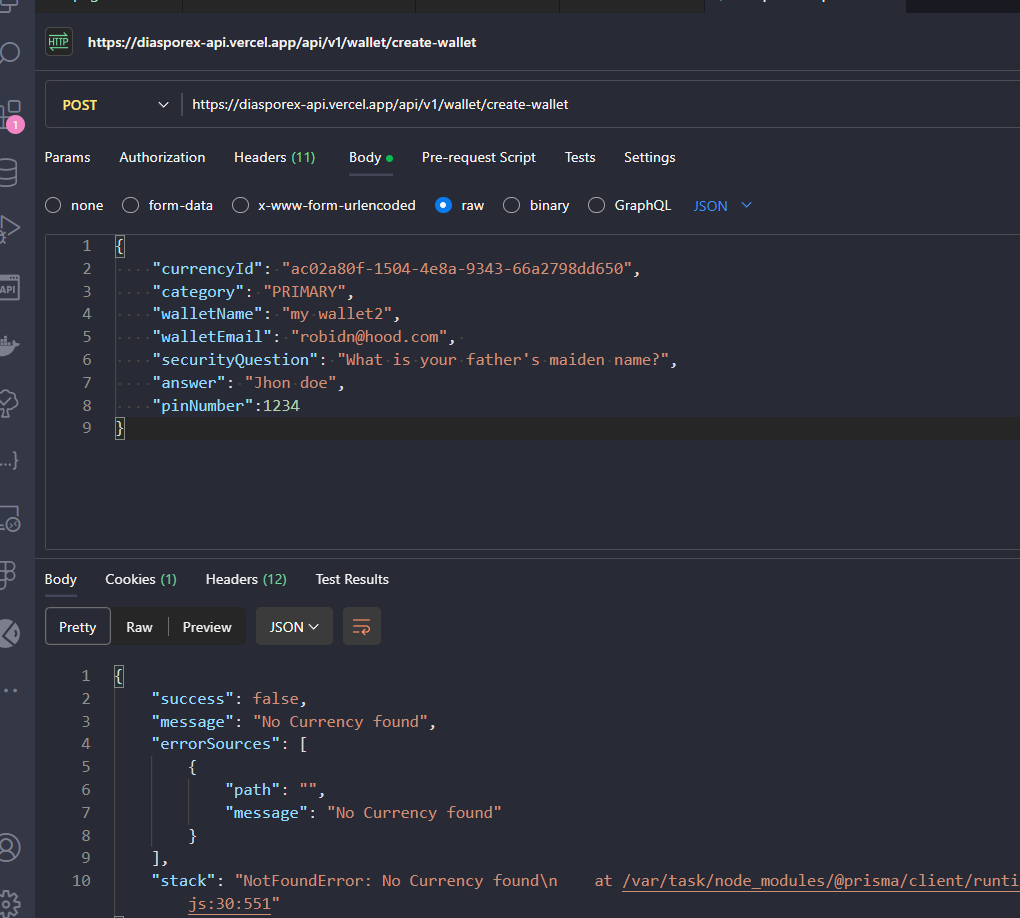 HTTP https://diasporex-api.vercel.app/api/v1/wallet/create-wallet
POST https://diasporex-api.vercel.app/api/v1/wallet/create-wallet
1
Params Authorization Headers (11) Body Pre-request Script Tests Settings
none form-data x-www-form-urlencoded raw binary GraphQL JSON
1 {
2 "currencyId": "ac02a80f-1504-4e8a-9343-66a2798dd650",
3 "category": "PRIMARY",
4 "walletName": "my wallet2",
5 "walletEmail": "robidn@hood.com",
6 "securityQuestion": "What is your father's maiden name?",
7 "answer": "Jhon doe",
8 "pinNumber":1234
9 }
API
Body Cookies (1) Headers (12) Test Results
Pretty Raw Preview JSON
1 {
2 "success": false,
3 "message": "No Currency found",
4 "errorSources": [
5 {
6 "path": "",
7 "message": "No Currency found"
8 }
9 ],
10 "stack": "NotFoundError: No Currency found\n    at /var/task/node_modules/@prisma/client/runti
js:30:551"